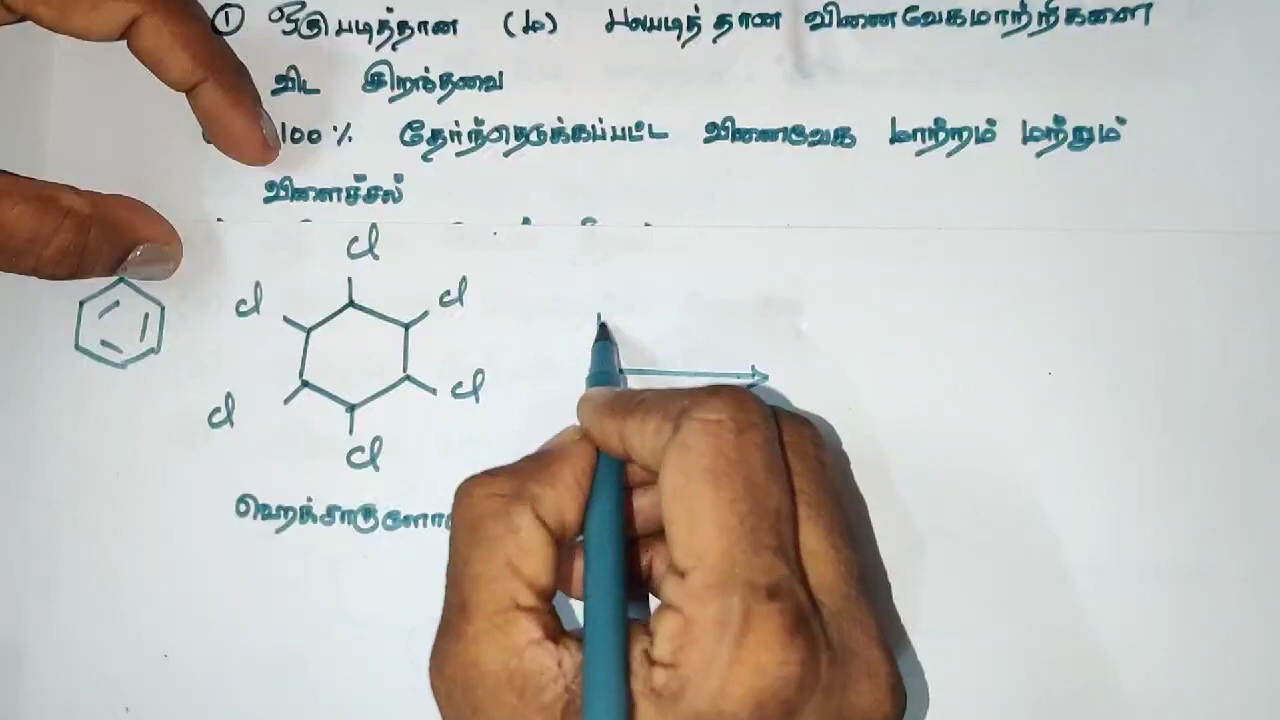 ① ஒருபடித்தான (ம) பலபடித்தான வினைவேகமாற்றிகளை
விட சிறந்தவை
100% தேர்ந்தெடுக்கப்பட்ட வினைவேக மாற்றம் மற்றும்
விளைச்சல்
Cl
Cl Cl
Cl Cl
Cl